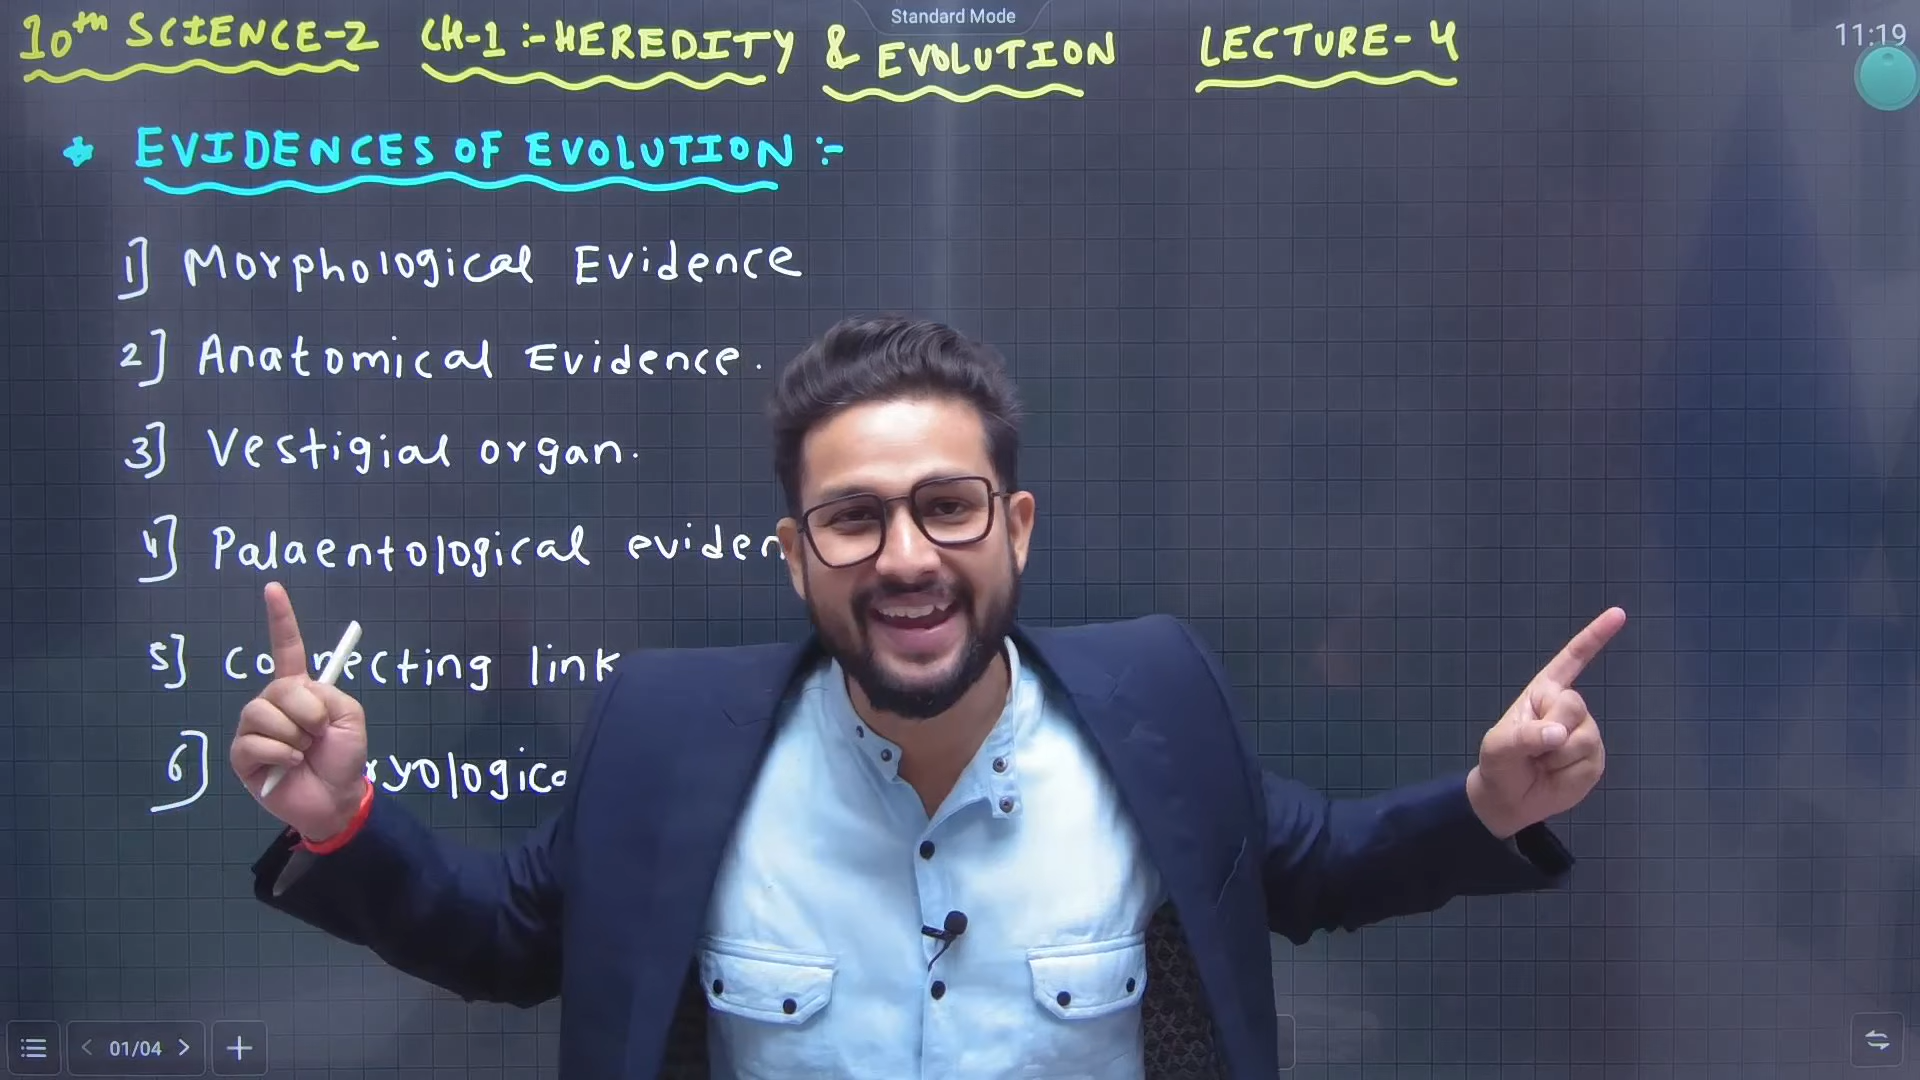 Standard Mode
11:19
10th SCIENCE-2 CH-1:- HEREDITY & EVOLUTION LECTURE-4
* EVIDENCES OF EVOLUTION :-
1] Morphological Evidence
2] Anatomical Evidence.
3] Vestigial organ.
4] Palaentological
5] link
6]
01/04